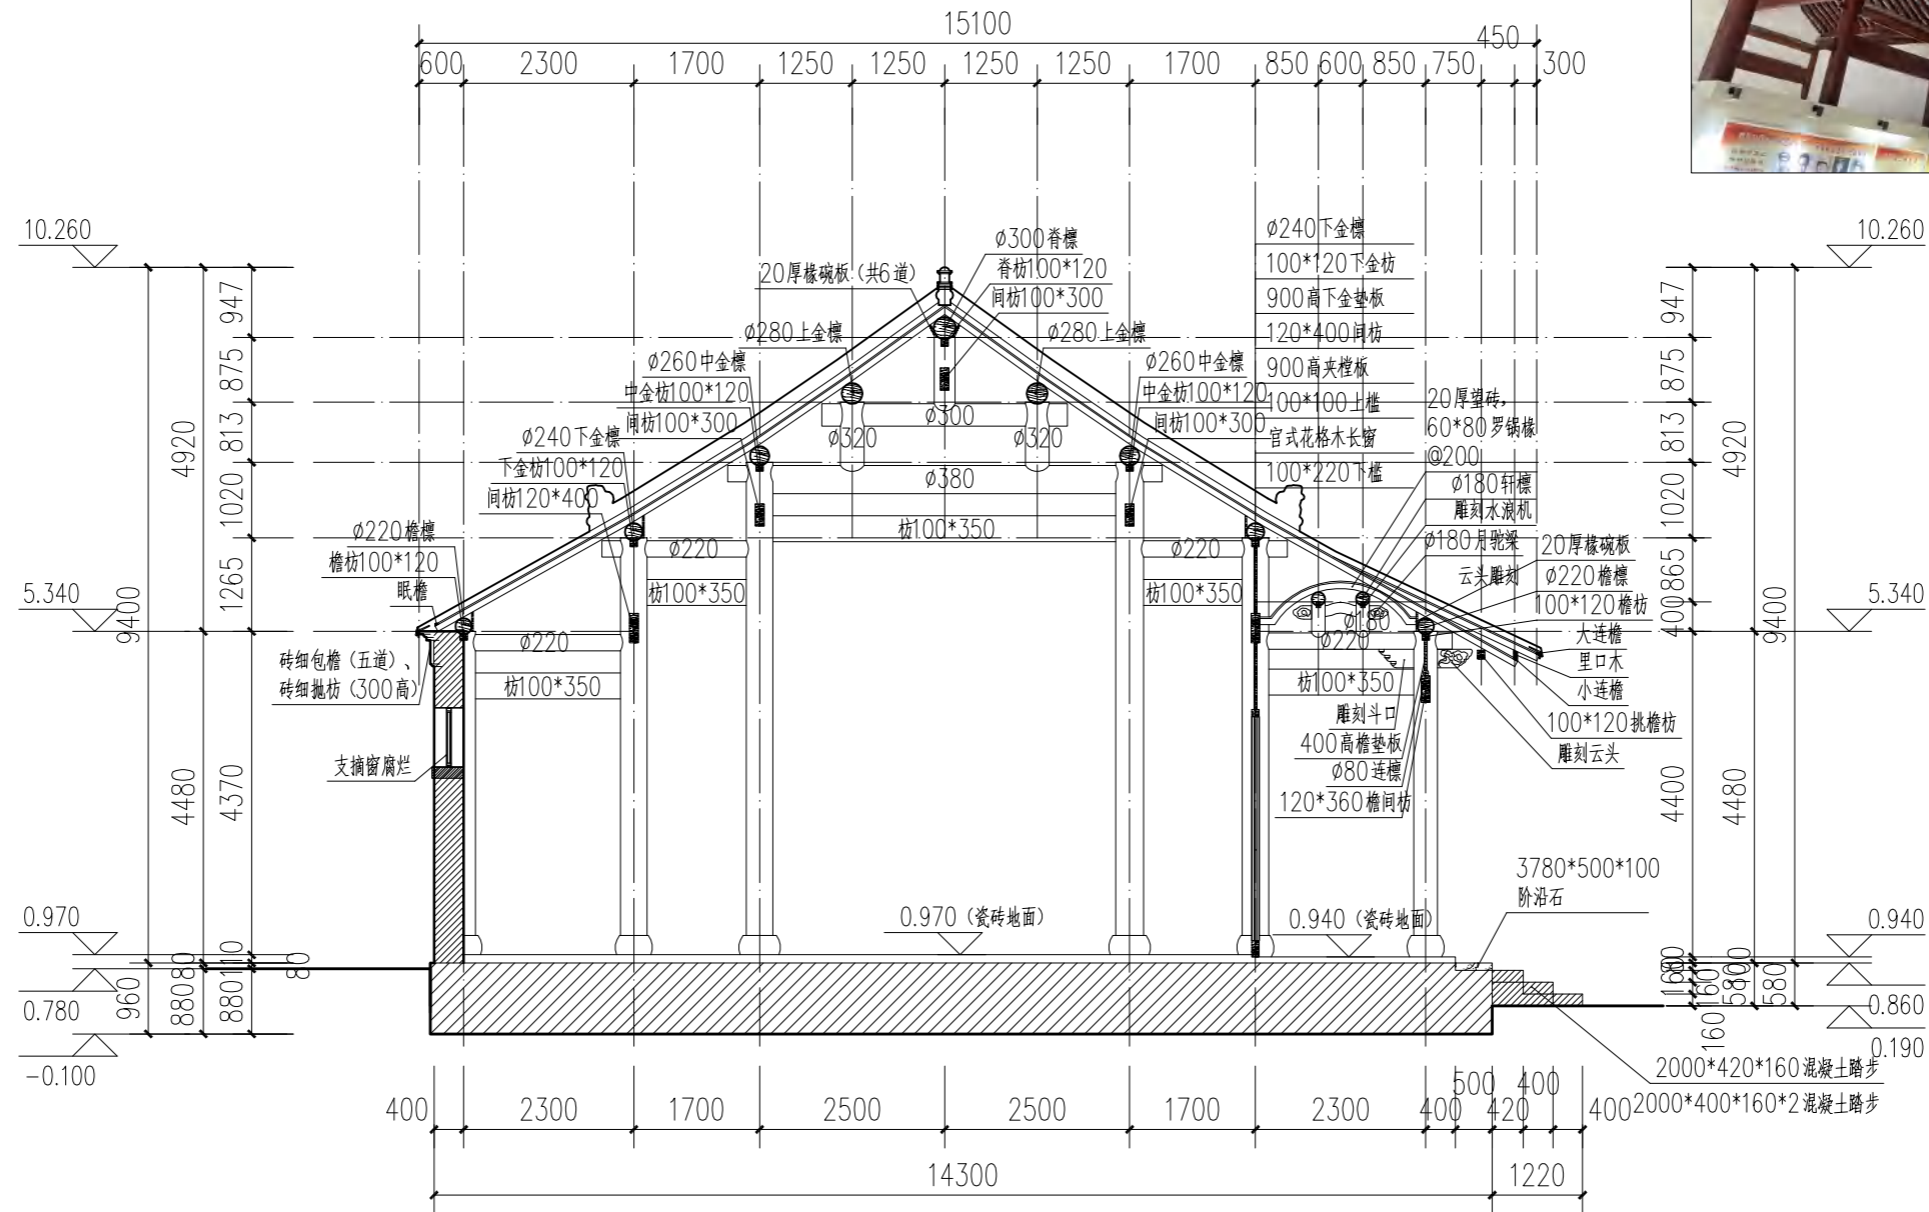 15100
600
2300
1700
1250
1250
1250
1250
1700
850
600
850
750
450
300
10.260
5.340
0.970
0.780
-0.100
947
875
813
1020
1265
4920
9400
4480
4370
110
80
80
960
880
880
ø300脊檩
脊枋100*120
间枋100*300
20厚椽碗板（共6道）
ø280上金檩
ø280上金檩
ø260中金檩
中金枋100*120
间枋100*300
ø260中金檩
中金枋100*120
间枋100*300
ø240下金檩
下金枋100*120
间枋120*400
ø220檐檩
檐枋100*120
眠檐
砖细包檐（五道）、
砖细抛枋（300高）
支摘窗腐烂
ø300
ø320
ø320
ø380
枋100*350
ø220
枋100*350
ø220
枋100*350
ø220
枋100*350
ø180
ø220
枋100*350
ø240下金檩
100*120下金枋
900高下金垫板
120*400间枋
900高夹樘板
100*100上槛
宫式花格木长窗
100*220下槛
20厚望砖，
60*80罗锅椽
@200
ø180轩檩
雕刻水浪机
ø180月驼梁
云头雕刻
20厚椽碗板
ø220檐檩
100*120檐枋
大连檐
里口木
小连檐
100*120挑檐枋
雕刻云头
雕刻斗口
400高檐垫板
ø80连檩
120*360檐间枋
0.970（瓷砖地面）
0.940（瓷砖地面）
3780*500*100
阶沿石
2000*420*160混凝土踏步
2000*400*160*2混凝土踏步
10.260
5.340
0.940
0.860
0.190
947
875
813
1020
865
400
4400
4920
4480
9400
160
160
580
580
400
2300
1700
2500
2500
1700
2300
400
500
420
400
400
14300
1220